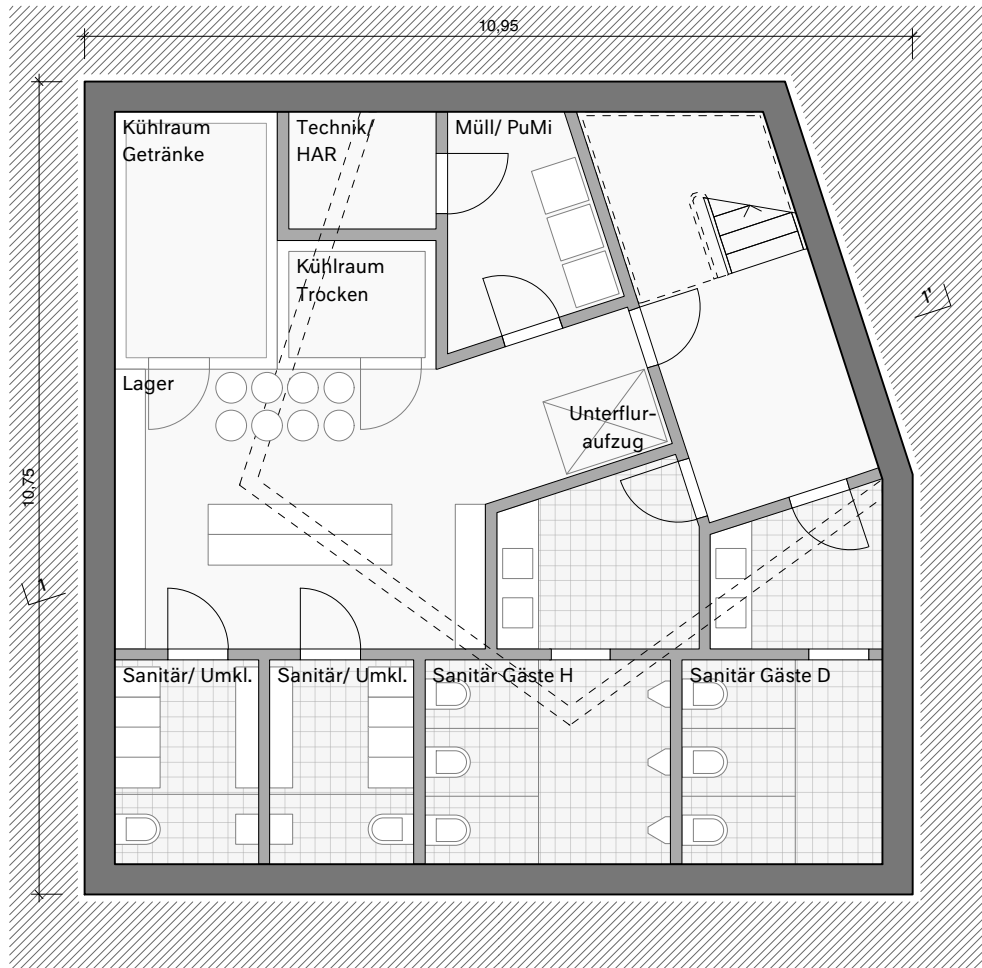 10,95
Kühlraum
Getränke
Technik/
HAR
Müll/ PuMi
Kühlraum
Trocken
1'
Lager
Unterflur-
aufzug
10,75
1
Sanitär/ Umkl.
Sanitär/ Umkl.
Sanitär Gäste H
Sanitär Gäste D